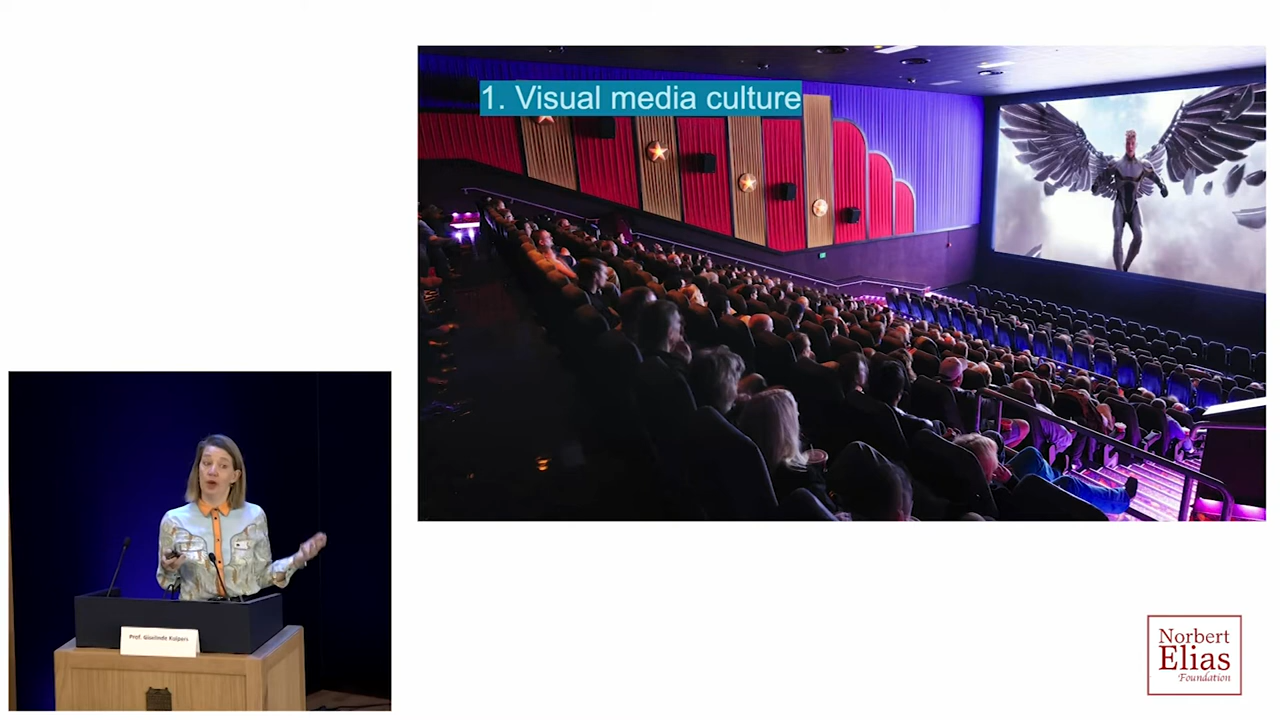 1. Visual media culture
Prof. Giselinde Kuipers
Norbert
Elias
Foundation